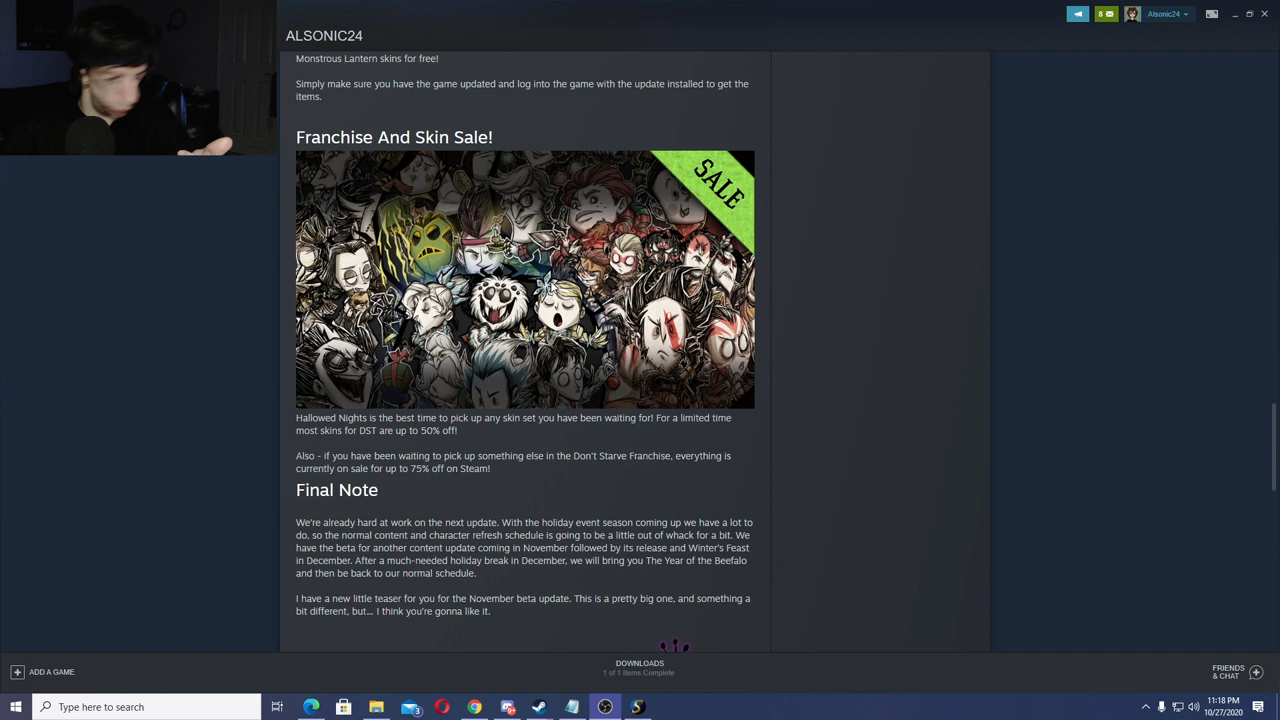 8
Alsonic24
ALSONIC24
Monstrous Lantern skins for free!
Simply make sure you have the game updated and log into the game with the update installed to get the
items.
Franchise And Skin Sale!
SALE
Hallowed Nights is the best time to pick up any skin set you have been waiting for! For a limited time
most skins for DST are up to 50% off!
Also - if you have been waiting to pick up something else in the Don't Starve Franchise, everything is
currently on sale for up to 75% off on Steam!
Final Note
We're already hard at work on the next update. With the holiday event season coming up we have a lot to
do, so the normal content and character refresh schedule is going to be a little out of whack for a bit. We
have the beta for another content update coming in November followed by its release and Winter's Feast
in December. After a much-needed holiday break in December, we will bring you The Year of the Beefalo
and then be back to our normal schedule.
I have a new little teaser for you for the November beta update. This is a pretty big one, and something a
bit different, but... I think you're gonna like it.
ADD A GAME
DOWNLOADS
1 of 1 Items Complete
FRIENDS
& CHAT
Type here to search
3
11:18 PM
10/27/2020